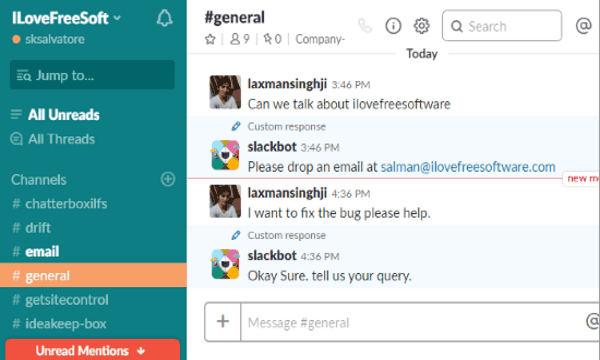 ILoveFreeSoft
sksalvatore
Jump to...
All Unreads
All Threads
Channels
# chatterboxilfs
# drift
# email
# general
# getsitecontrol
# ideakeep-box
Unread Mentions
#general
9 | 0 | Company-
Search
@
Today
laxmansinghji 3:46 PM
Can we talk about ilovefreesoftware
Custom response
slackbot 3:46 PM
Please drop an email at salman@ilovefreesoftware.com
new m
laxmansinghji 4:36 PM
I want to fix the bug please help.
Custom response
slackbot 4:36 PM
Okay Sure. tell us your query.
+ Message #general @